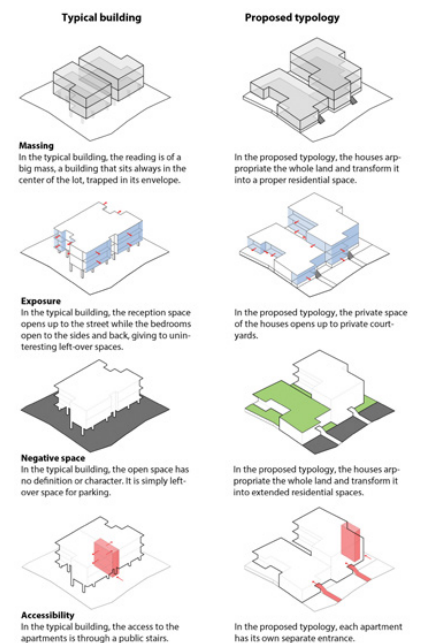 Typical building
Proposed typology
Massing
In the typical building, the reading is of a
big mass, a building that sits always in the
center of the lot, trapped in its envelope.
In the proposed typology, the houses arp-
propriate the whole land and transform it
into a proper residential space.
Exposure
In the typical building, the reception space
opens up to the street while the bedrooms
open to the sides and back, giving to unin-
teresting left-over spaces.
In the proposed typology, the private space
of the houses opens up to private court-
yards.
Negative space
In the typical building, the open space has
no definition or character. It is simply left-
over space for parking.
In the proposed typology, the houses arp-
propriate the whole land and transform it
into extended residential spaces.
Accessibility
In the typical building, the access to the
apartments is through a public stairs.
In the proposed typology, each apartment
has its own separate entrance.